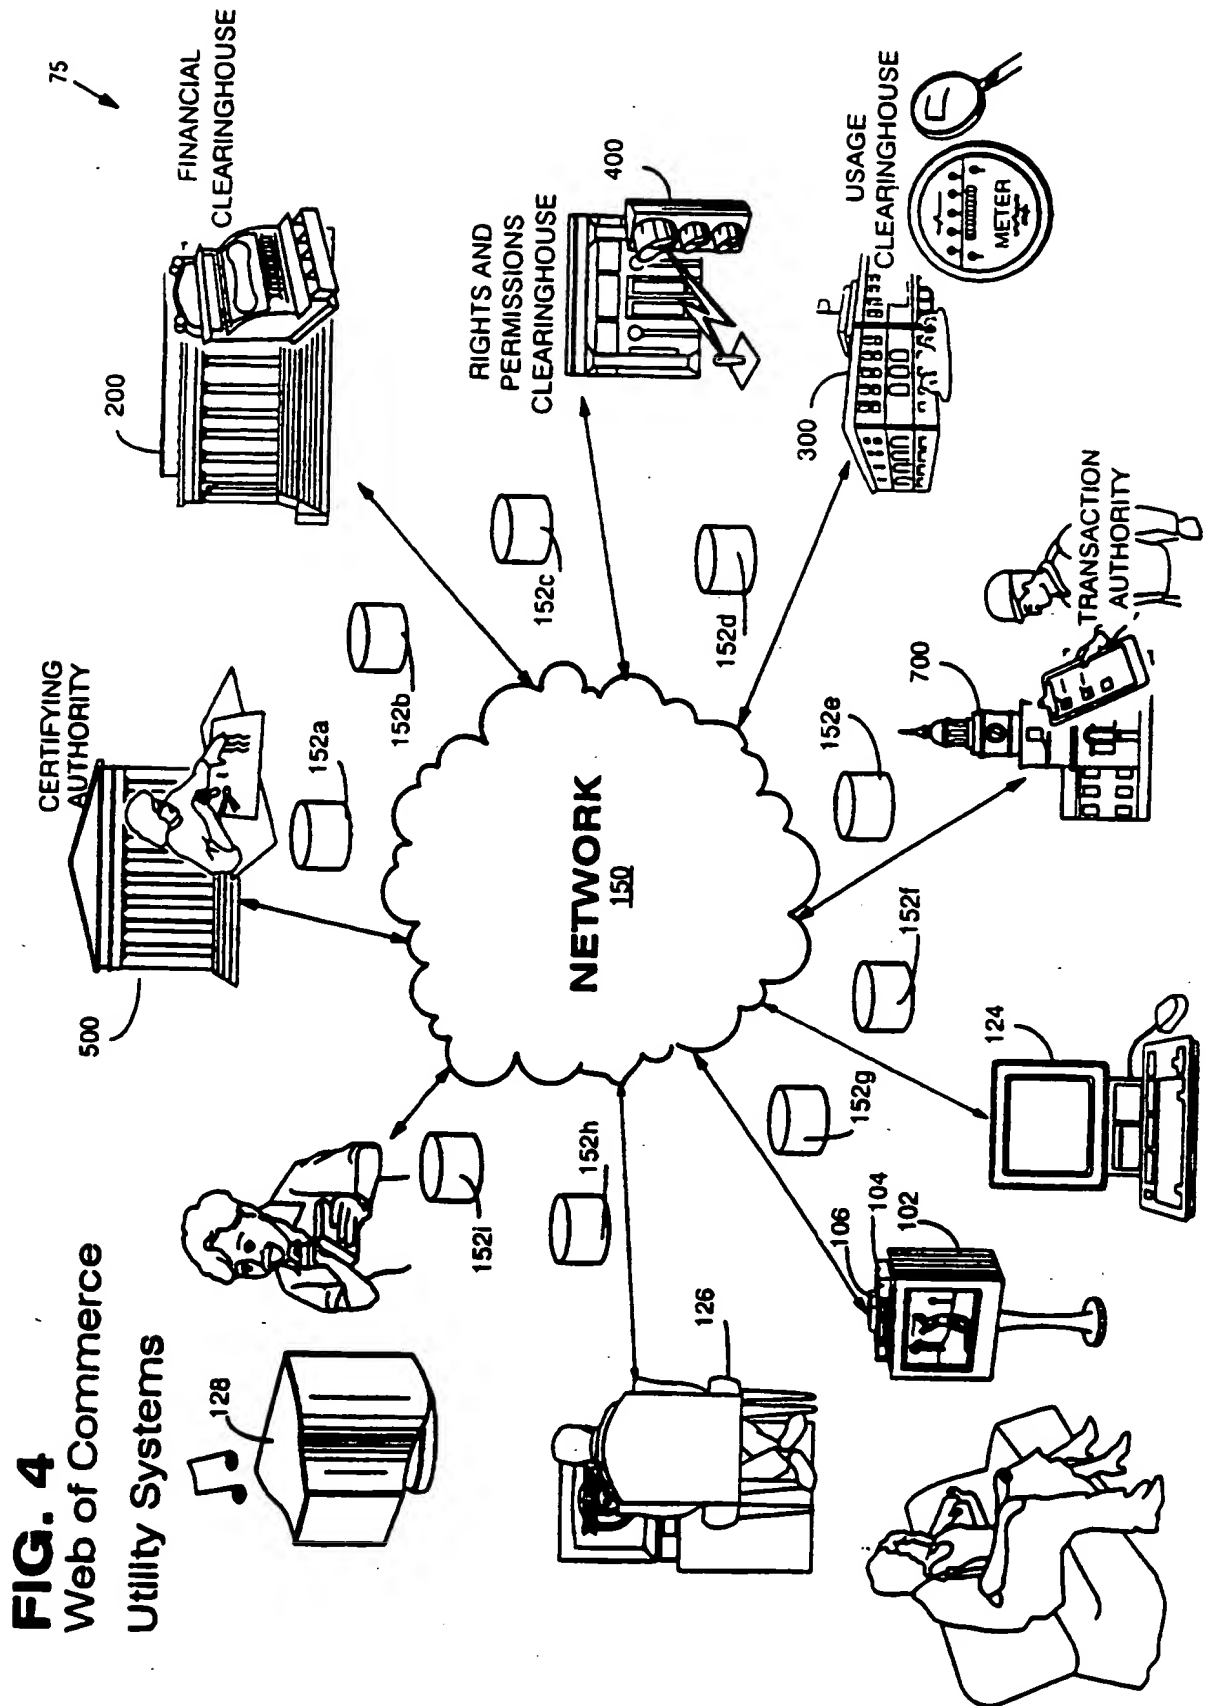 FIG. 4
Web of Commerce
Utility Systems
75
CERTIFYING
AUTHORITY
500
FINANCIAL
CLEARINGHOUSE
200
RIGHTS AND
PERMISSIONS
CLEARINGHOUSE
400
USAGE
CLEARINGHOUSE
300
METER
TRANSACTION
AUTHORITY
700
NETWORK
150
152a
152b
152c
152d
152e
152f
152g
152h
152i
128
126
106
104
102
124